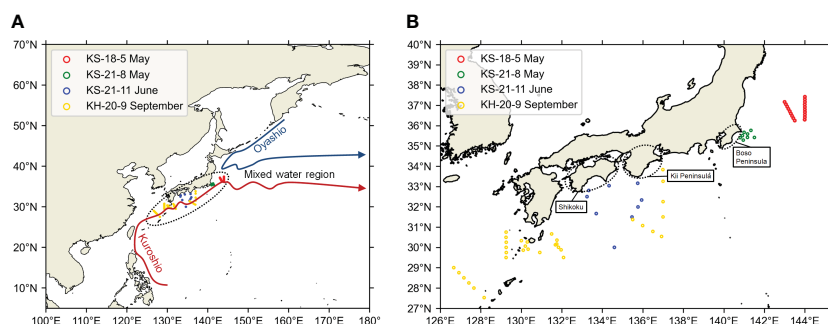 A
70°N
60°N
50°N
40°N
30°N
20°N
10°N
100°E
110°E
120°E
130°E
140°E
150°E
160°E
170°E
180°
KS-18-5 May
KS-21-8 May
KS-21-11 June
KH-20-9 September
Oyashio
Mixed water region
Kuroshio
B
40°N
39°N
38°N
37°N
36°N
35°N
34°N
33°N
32°N
31°N
30°N
29°N
28°N
27°N
126°E
128°E
130°E
132°E
134°E
136°E
138°E
140°E
142°E
144°E
KS-18-5 May
KS-21-8 May
KS-21-11 June
KH-20-9 September
Boso
Peninsula
Kii Peninsula
Shikoku